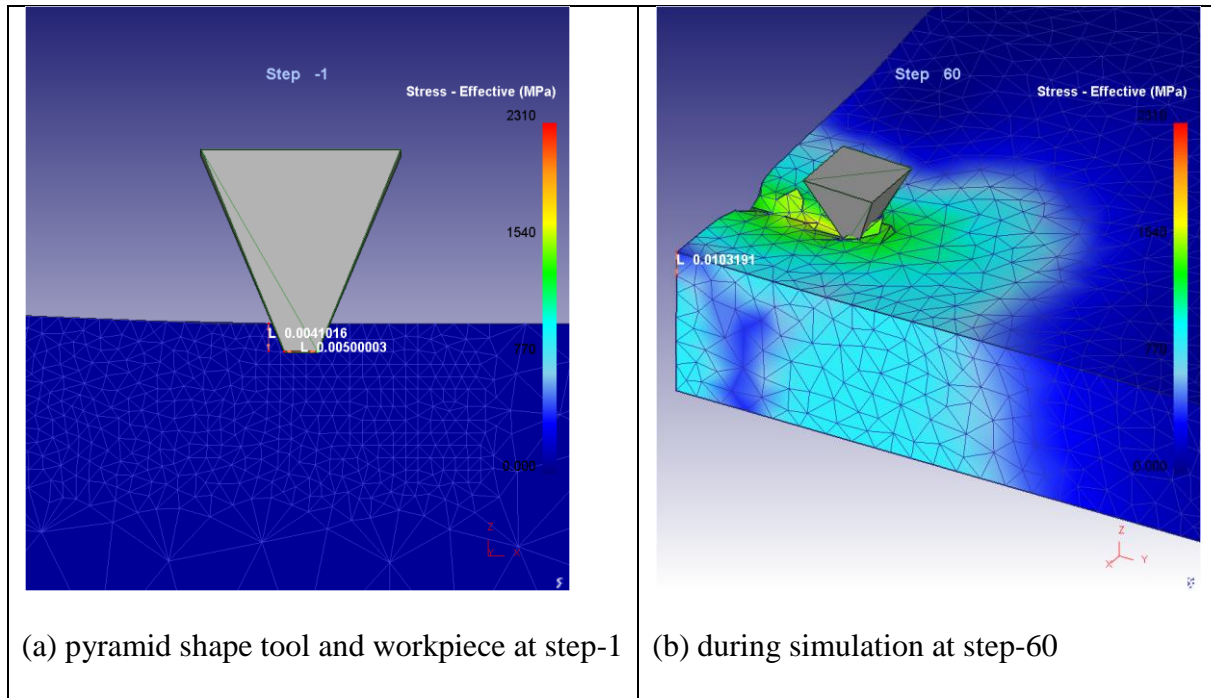 Step -1
Stress - Effective (MPa)
2310
1540
770
0.000
L 0.0041016
L 0.00500003
Z
Y X
(a) pyramid shape tool and workpiece at step-1
Step 60
Stress - Effective (MPa)
2310
1540
770
0.000
L 0.0103191
Z
X Y
(b) during simulation at step-60